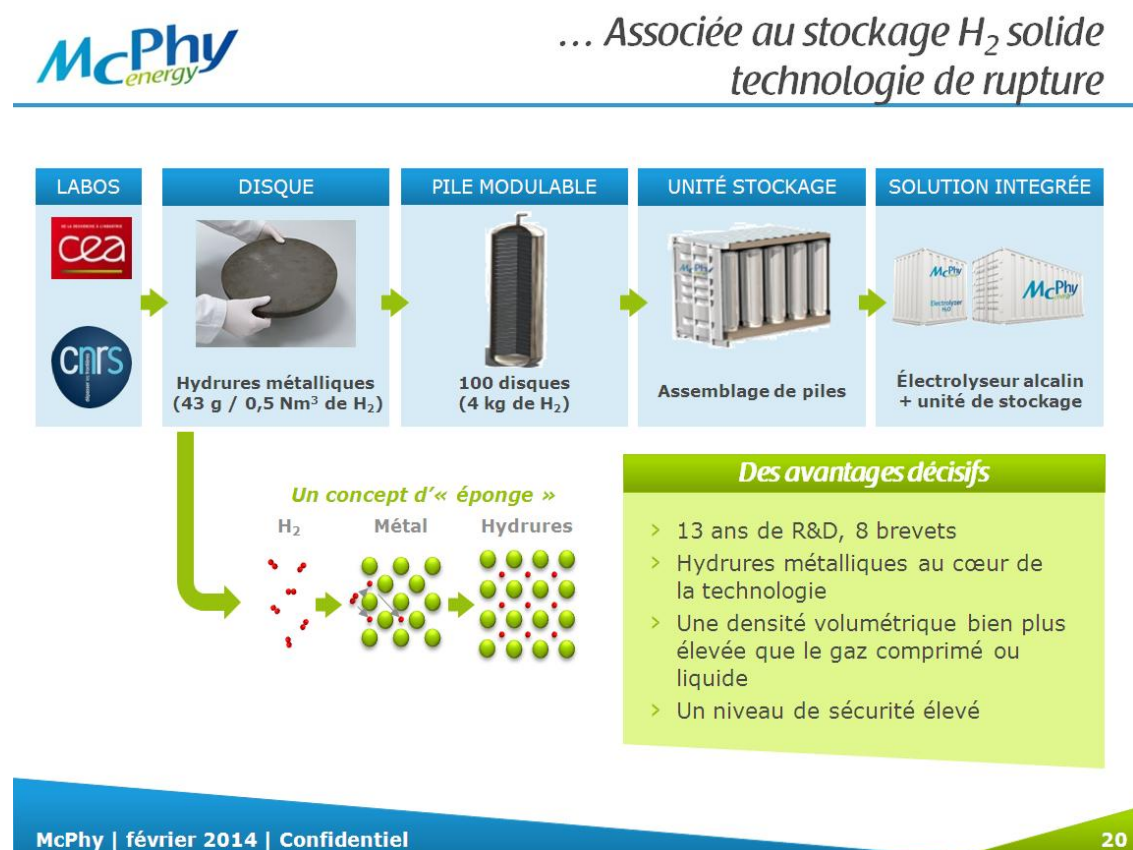 McPhy
energy
... Associée au stockage H₂ solide
technologie de rupture
LABOS
cea
cnrs
DISQUE
Hydrures métalliques
(43 g / 0,5 Nm³ de H₂)
PILE MODULABLE
100 disques
(4 kg de H₂)
UNITÉ STOCKAGE
McPhy
Assemblage de piles
SOLUTION INTEGRÉE
McPhy
Electrolyser
McPhy
energy
Électrolyseur alcalin
+ unité de stockage
Un concept d'« éponge »
H₂ Métal Hydrures
Des avantages décisifs
> 13 ans de R&D, 8 brevets
> Hydrures métalliques au cœur de
la technologie
> Une densité volumétrique bien plus
élevée que le gaz comprimé ou
liquide
> Un niveau de sécurité élevé
McPhy | février 2014 | Confidentiel
20